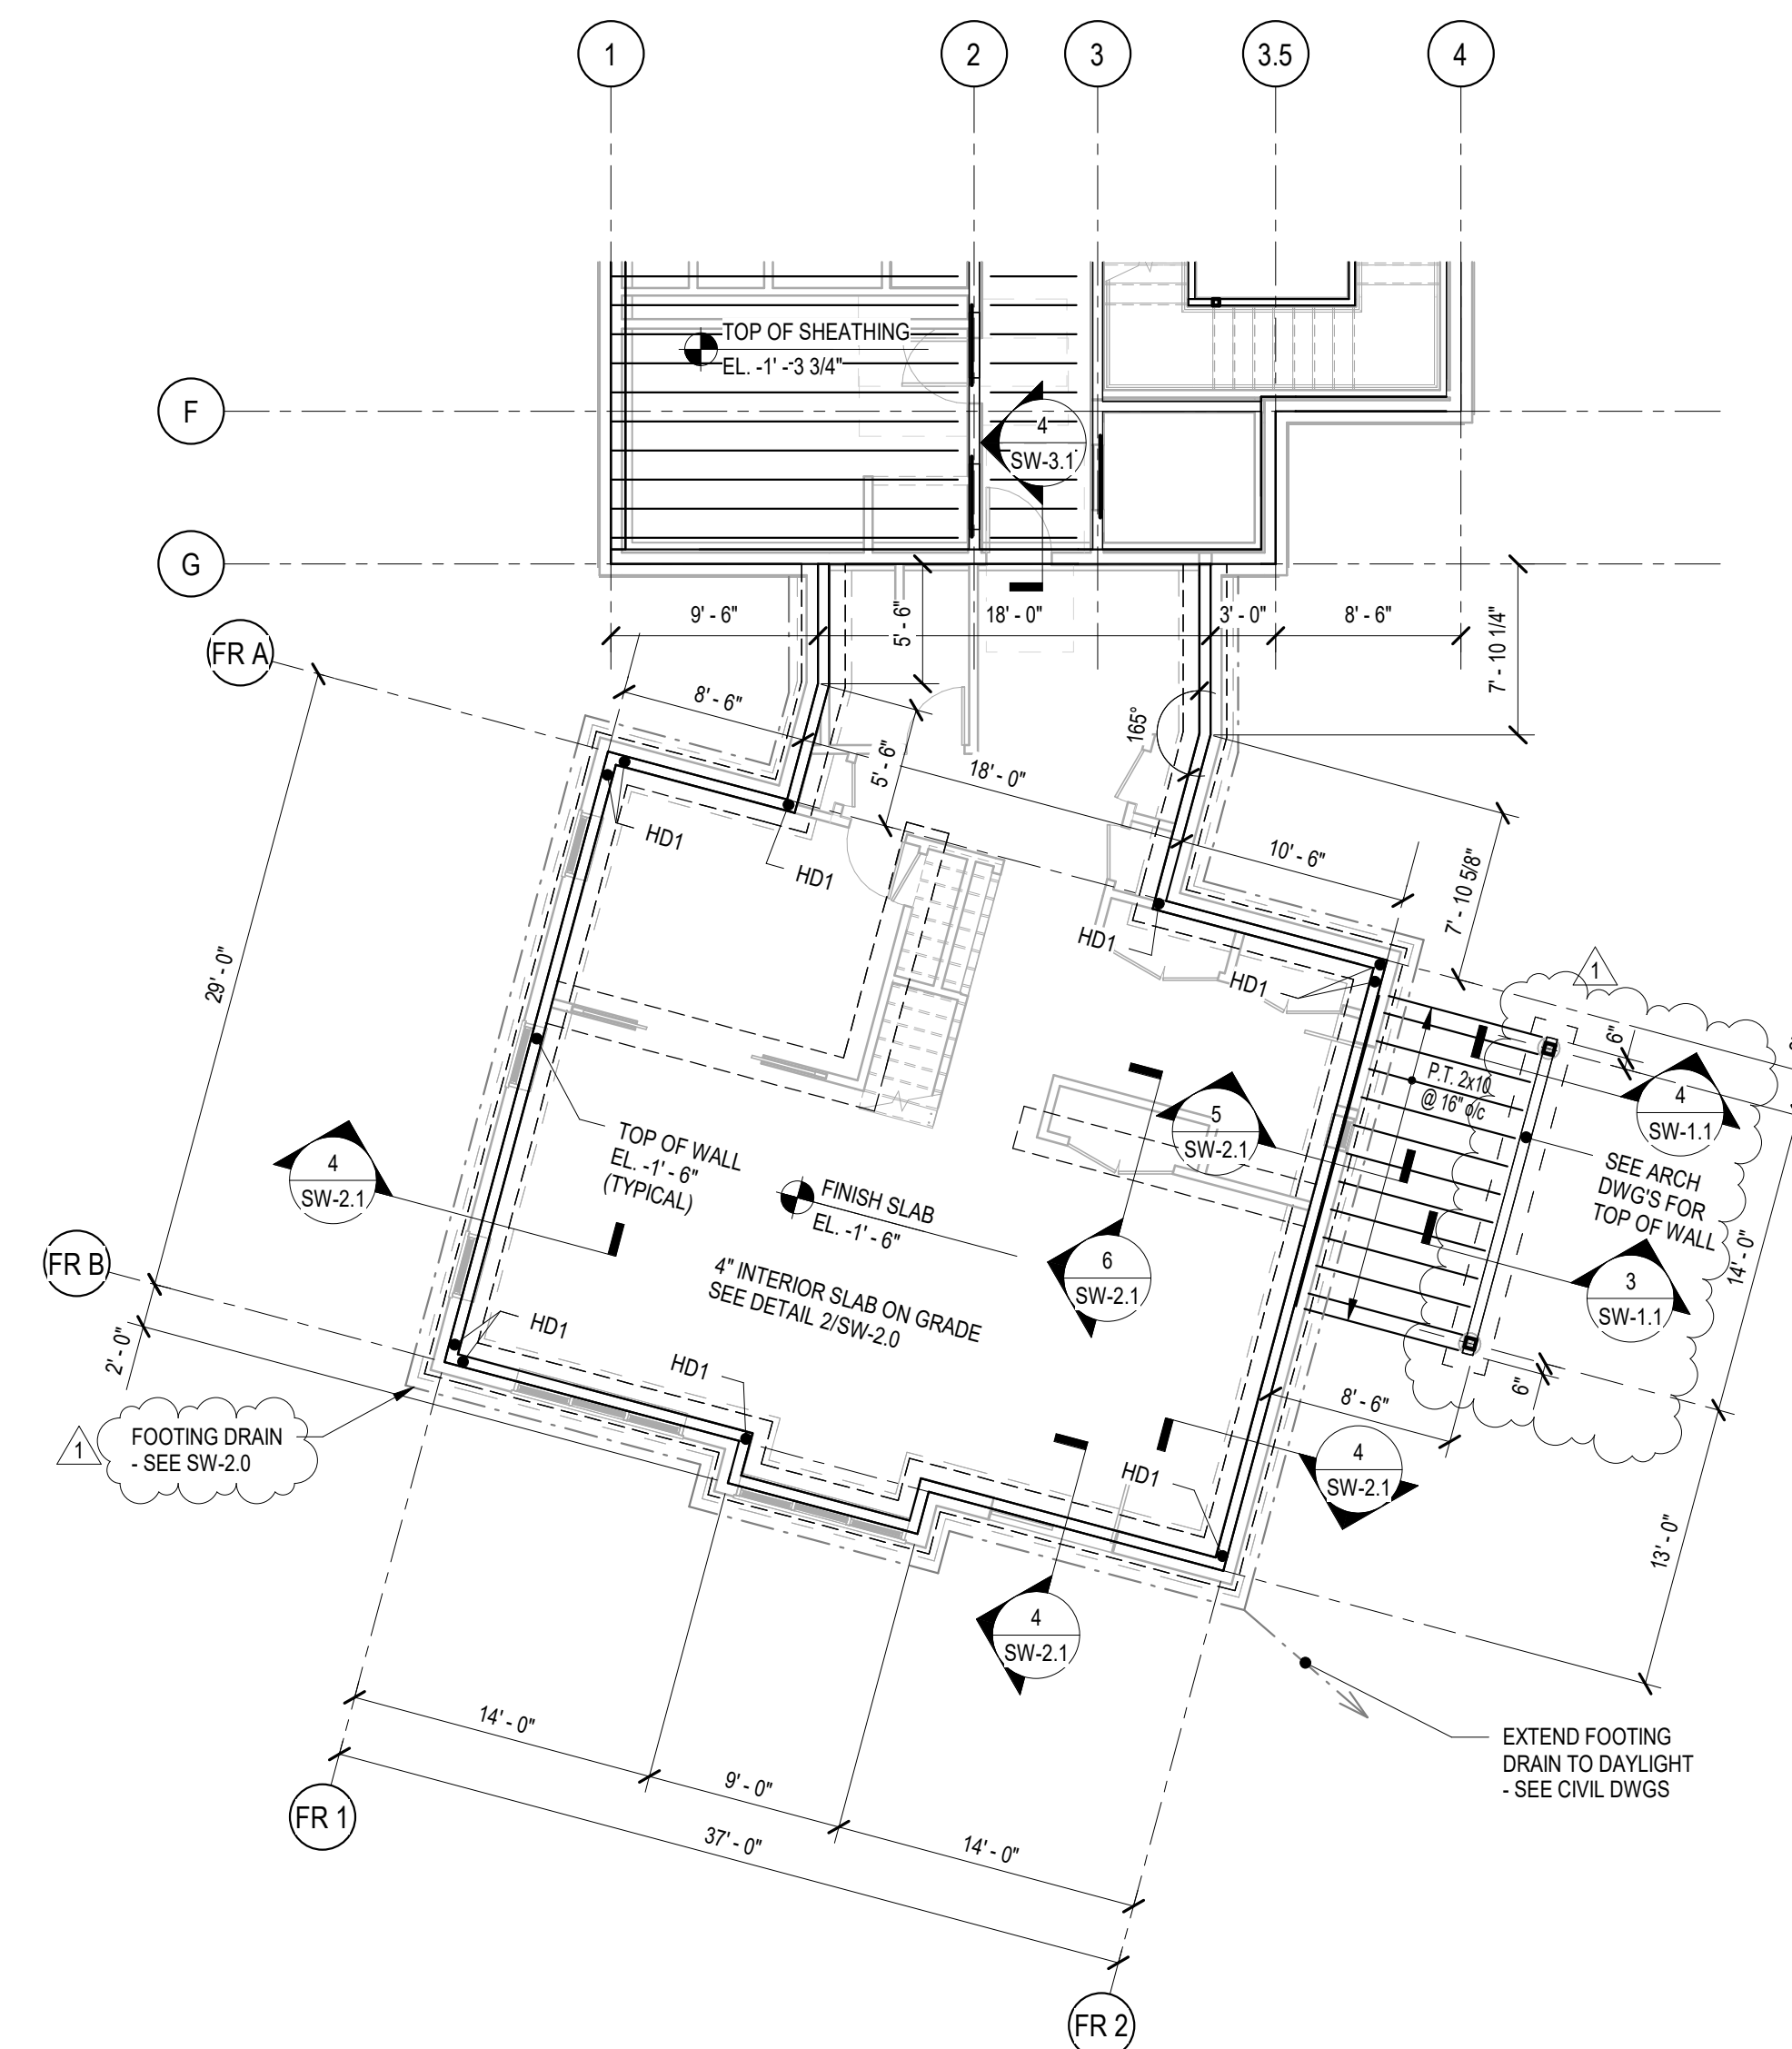 1
2
3
3.5
4
TOP OF SHEATHING
EL. -1' - 3 3/4"
F
4
SW-3.1
G
9' - 6"
5' - 6"
18' - 0"
3' - 0"
8' - 6"
7' - 10 1/4"
FR A
8' - 6"
165°
5' - 6"
18' - 0"
10' - 6"
7' - 10 5/8"
HD1
HD1
HD1
HD1
29' - 0"
1
6"
P.T. 2x10
@ 16" o/c
4
SW-1.1
5
SW-2.1
TOP OF WALL
EL. -1' - 6"
(TYPICAL)
4
SW-2.1
FINISH SLAB
EL. -1' - 6"
SEE ARCH
DWG'S FOR
TOP OF WALL
14' - 0"
FR B
6
SW-2.1
3
SW-1.1
4" INTERIOR SLAB ON GRADE
SEE DETAIL 2/SW-2.0
2' - 0"
HD1
HD1
6"
8' - 6"
1
FOOTING DRAIN
- SEE SW-2.0
HD1
4
SW-2.1
13' - 0"
4
SW-2.1
14' - 0"
9' - 0"
14' - 0"
37' - 0"
EXTEND FOOTING
DRAIN TO DAYLIGHT
- SEE CIVIL DWGS
FR 1
FR 2